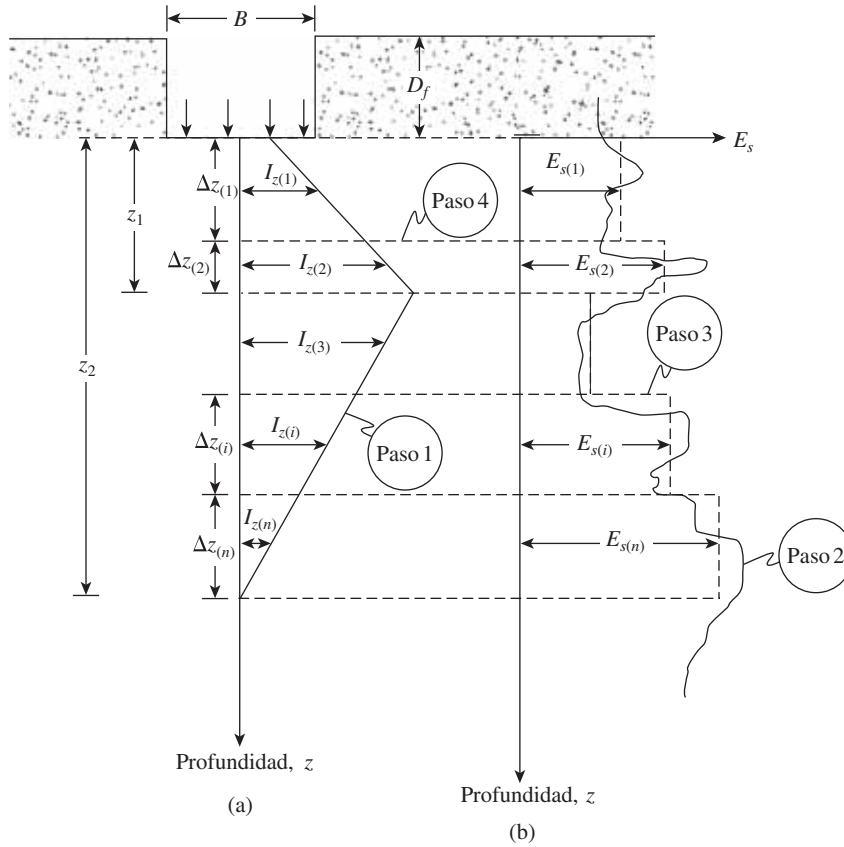 B
D_f
E_s
Δz_(1)
I_z(1)
E_s(1)
z_1
Paso 4
Δz_(2)
I_z(2)
E_s(2)
I_z(3)
Paso 3
z_2
Δz_(i)
I_z(i)
Paso 1
E_s(i)
Δz_(n)
I_z(n)
E_s(n)
Paso 2
Profundidad, z
(a)
Profundidad, z
(b)